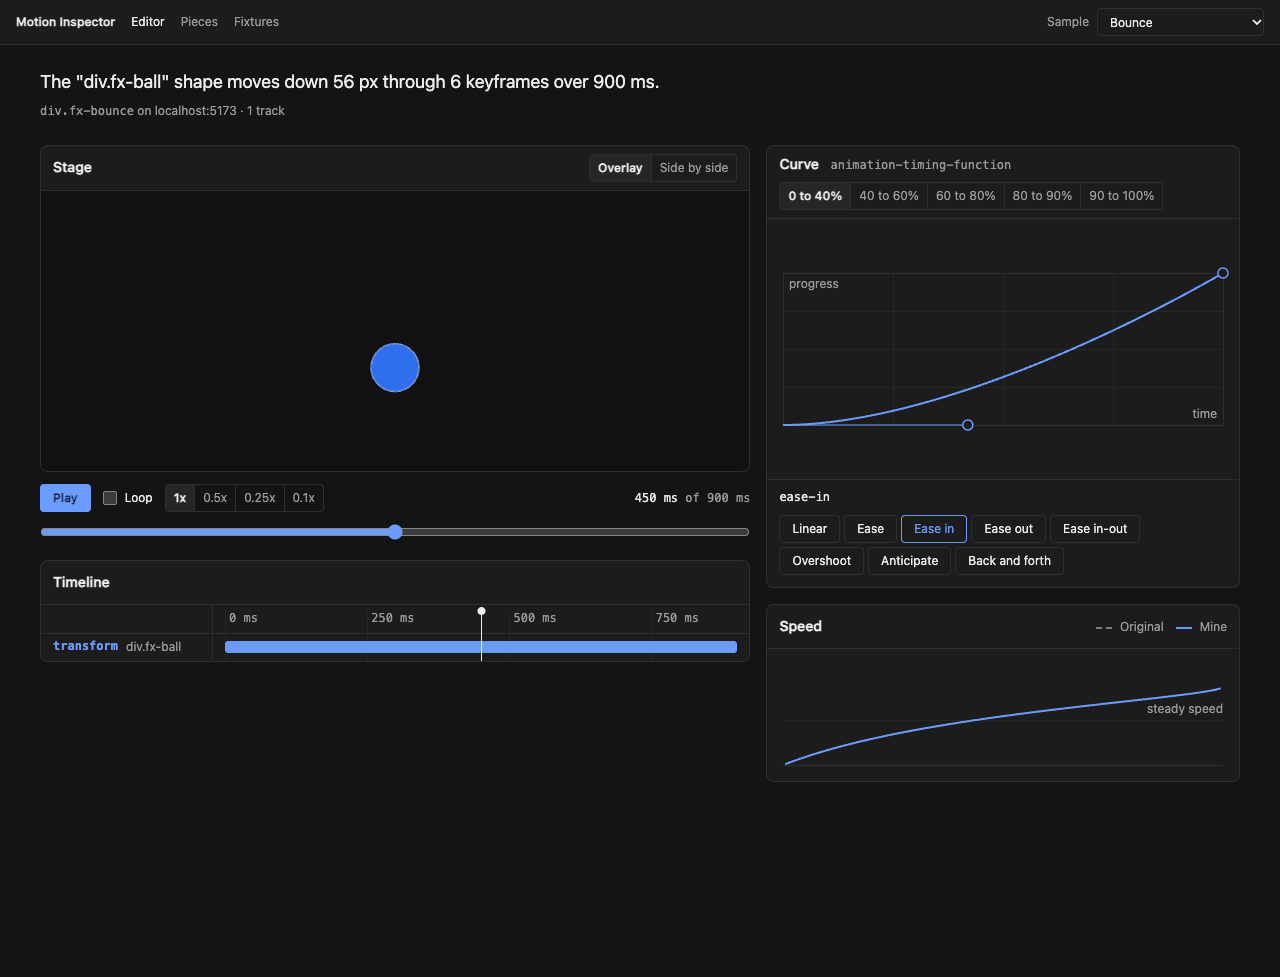 Motion Inspector Editor Pieces Fixtures Sample Bounce
The "div.fx-ball" shape moves down 56 px through 6 keyframes over 900 ms.
div.fx-bounce on localhost:5173 · 1 track
Stage Overlay Side by side
Play Loop 1x 0.5x 0.25x 0.1x 450 ms of 900 ms
Timeline
0 ms 250 ms 500 ms 750 ms
transform div.fx-ball
Curve animation-timing-function
0 to 40% 40 to 60% 60 to 80% 80 to 90% 90 to 100%
progress
time
ease-in
Linear Ease Ease in Ease out Ease in-out
Overshoot Anticipate Back and forth
Speed Original Mine
steady speed